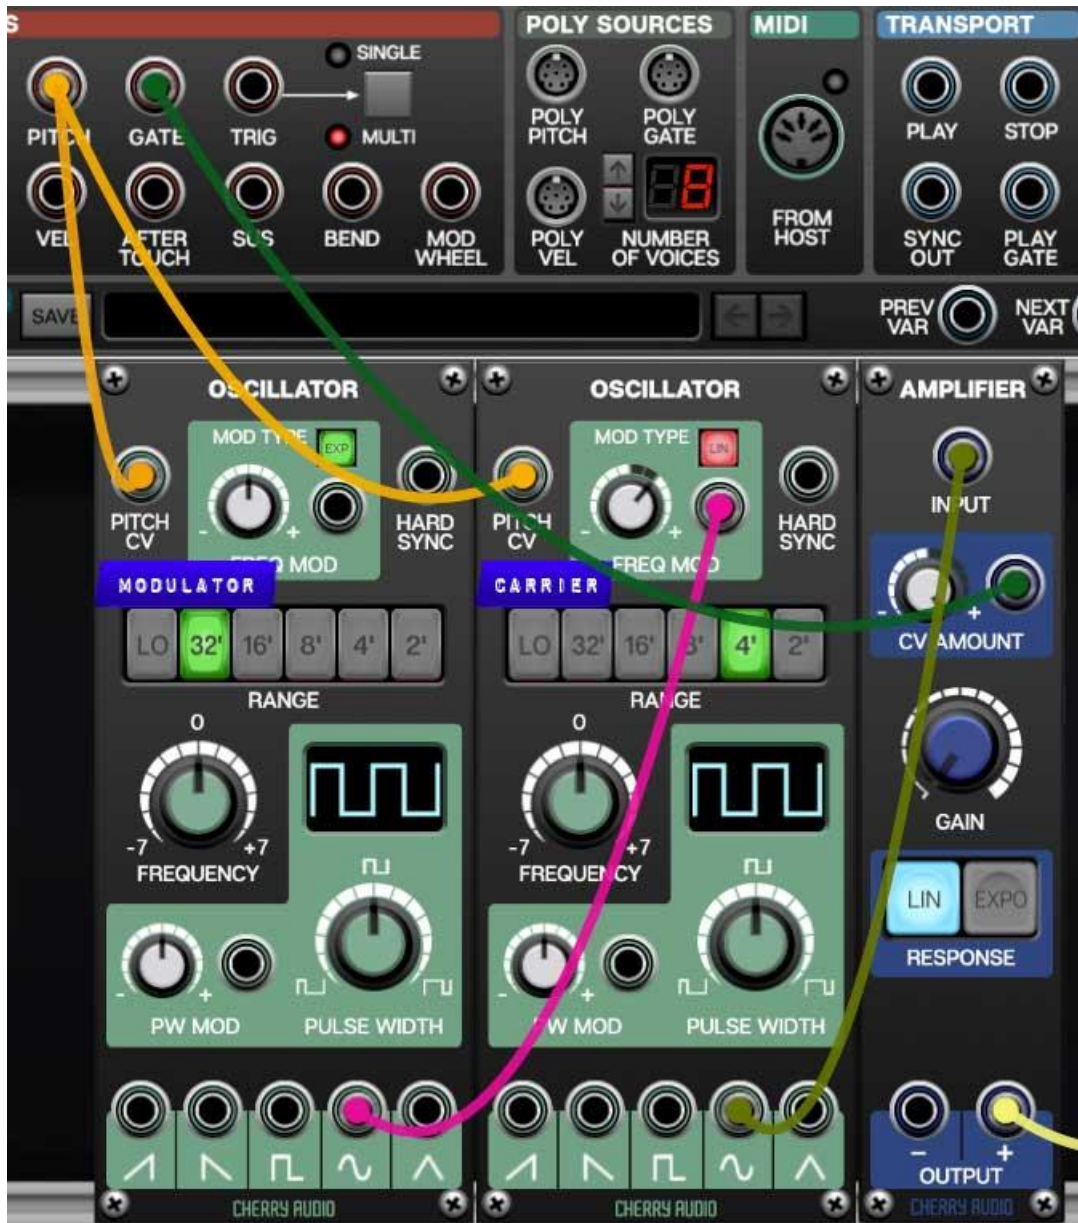 S
POLY SOURCES
MIDI
TRANSPORT
SINGLE
PITCH
GATE
TRIG
MULTI
POLY
PITCH
POLY
GATE
PLAY
STOP
VEL
AFTER
TOUCH
SUS
BEND
MOD
WHEEL
POLY
VEL
8
NUMBER
OF VOICES
FROM
HOST
SYNC
OUT
PLAY
GATE
SAVE
PREV
VAR
NEXT
VAR
OSCILLATOR
MOD TYPE
EXP
PITCH
CV
-
+
HARD
SYNC
FREQ MOD
MODULATOR
LO 32' 16' 8' 4' 2'
RANGE
0
-7
+7
FREQUENCY
-
+
PW MOD
PULSE WIDTH
CHERRY AUDIO
OSCILLATOR
MOD TYPE
LIN
PITCH
CV
-
+
HARD
SYNC
FREQ MOD
CARRIER
LO 32' 16' 8' 4' 2'
RANGE
0
-7
+7
FREQUENCY
-
+
PW MOD
PULSE WIDTH
CHERRY AUDIO
AMPLIFIER
INPUT
-
+
CV AMOUNT
GAIN
LIN
EXPO
RESPONSE
-
+
OUTPUT
CHERRY AUDIO